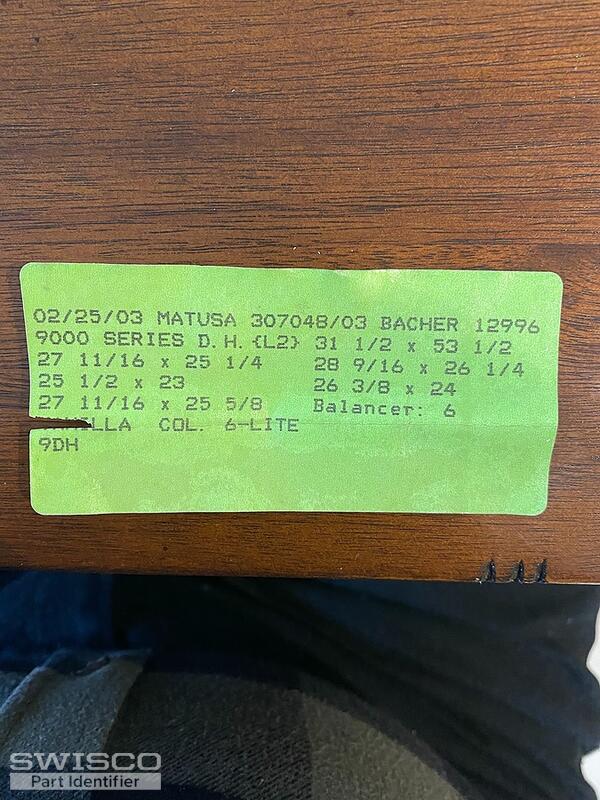 02/25/03 MATUSA 307048/03 BACHER 12996
9000 SERIES D.H.{L2} 31 1/2 x 53 1/2
27 11/16 x 25 1/4 28 9/16 x 26 1/4
25 1/2 x 23 26 3/8 x 24
27 11/16 x 25 5/8 Balancer: 6
COL. 6-LITE
9DH
SWISCO
Part Identifier